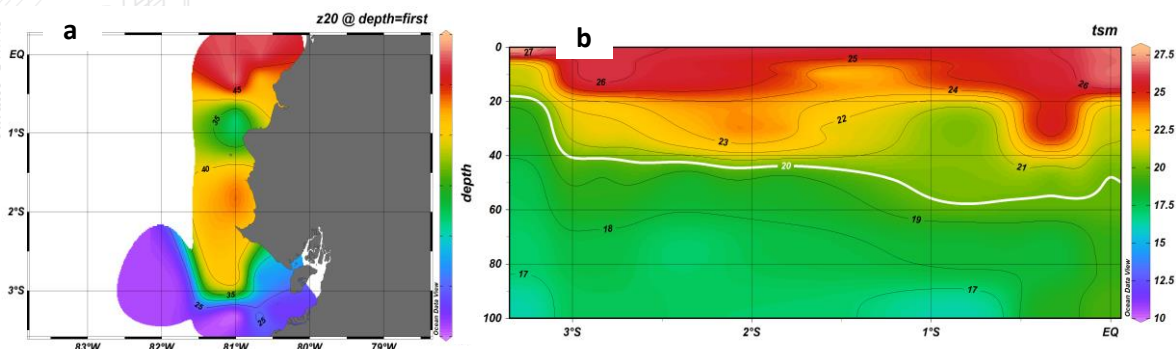 a
z20 @ depth=first
EQ
1°S
2°S
3°S
83°W
82°W
81°W
80°W
79°W
45
35
40
35
25
25
Ocean Data View
b
tsm
depth
0
20
40
60
80
100
3°S
2°S
1°S
EQ
27
26
25
24
26
22
23
21
20
19
18
17
17
27.5
25
22.5
20
17.5
15
12.5
10
Ocean Data View